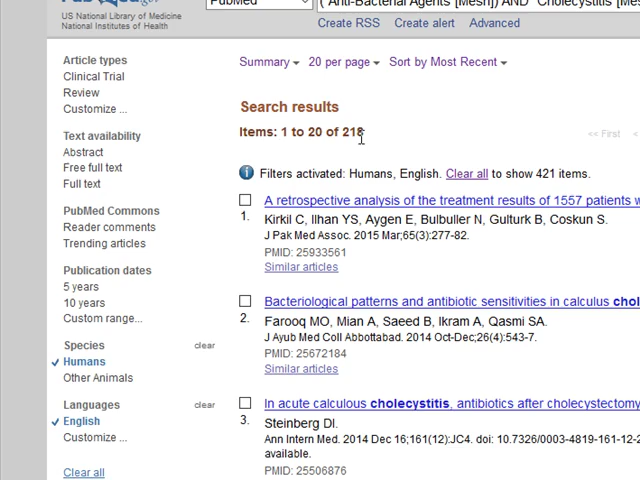 US National Library of Medicine
National Institutes of Health
PubMed
("Anti-Bacterial Agents"[Mesh]) AND "Cholecystitis"[Mes
Create RSS Create alert Advanced
Article types
Clinical Trial
Review
Customize ...
Text availability
Abstract
Free full text
Full text
PubMed Commons
Reader comments
Trending articles
Publication dates
5 years
10 years
Custom range...
Species clear
✓ Humans
Other Animals
Languages clear
✓ English
Customize ...
Clear all
Summary 20 per page Sort by Most Recent
Search results
Items: 1 to 20 of 218
<< First <
Filters activated: Humans, English. Clear all to show 421 items.
A retrospective analysis of the treatment results of 1557 patients w
1. Kirkil C, Ilhan YS, Aygen E, Bulbuller N, Gulturk B, Coskun S.
J Pak Med Assoc. 2015 Mar;65(3):277-82.
PMID: 25933561
Similar articles
Bacteriological patterns and antibiotic sensitivities in calculus chol
2. Farooq MO, Mian A, Saeed B, Ikram A, Qasmi SA.
J Ayub Med Coll Abbottabad. 2014 Oct-Dec;26(4):543-7.
PMID: 25672184
Similar articles
In acute calculous cholecystitis, antibiotics after cholecystectomy
3. Steinberg DI.
Ann Intern Med. 2014 Dec 16;161(12):JC4. doi: 10.7326/0003-4819-161-12-2
available.
PMID: 25506876